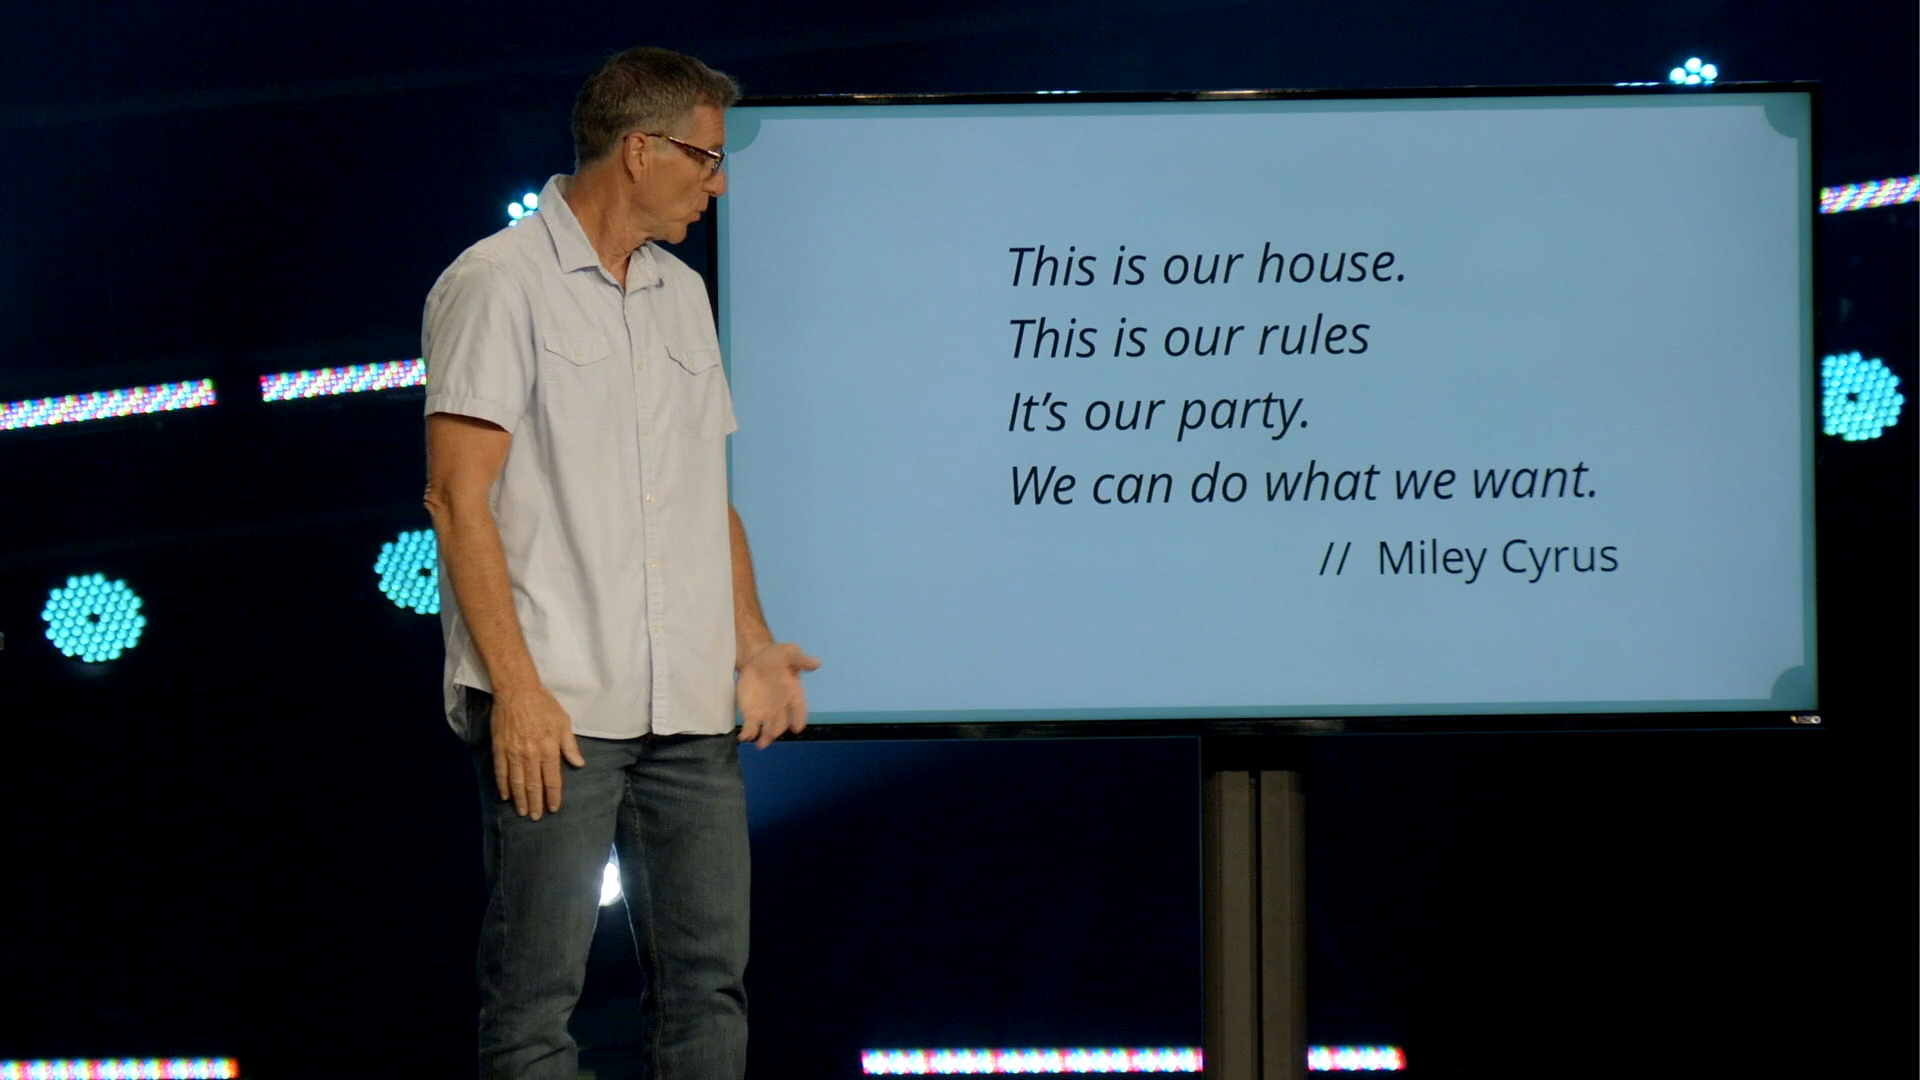 This is our house.
This is our rules
It’s our party.
We can do what we want.
// Miley Cyrus